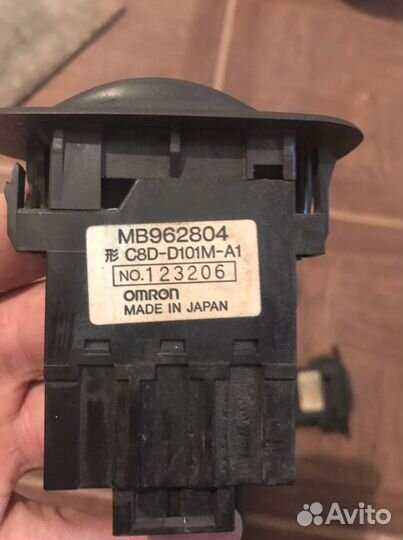 MB962804
形 C8D-D101M-A1
NO.123206
OMRON
MADE IN JAPAN
Avito